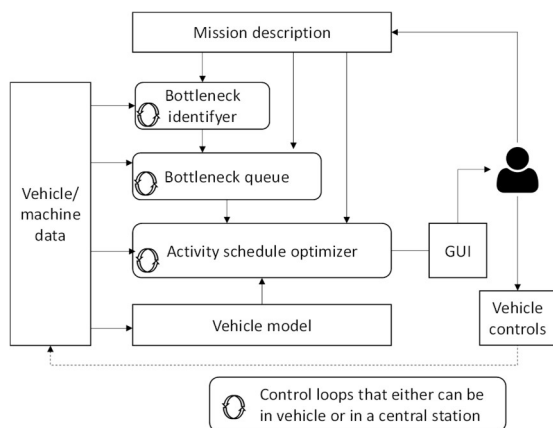 Mission description
Bottleneck
identifyer
Bottleneck queue
Vehicle/
machine data
Activity schedule optimizer
GUI
Vehicle model
Vehicle
controls
Control loops that either can be
in vehicle or in a central station